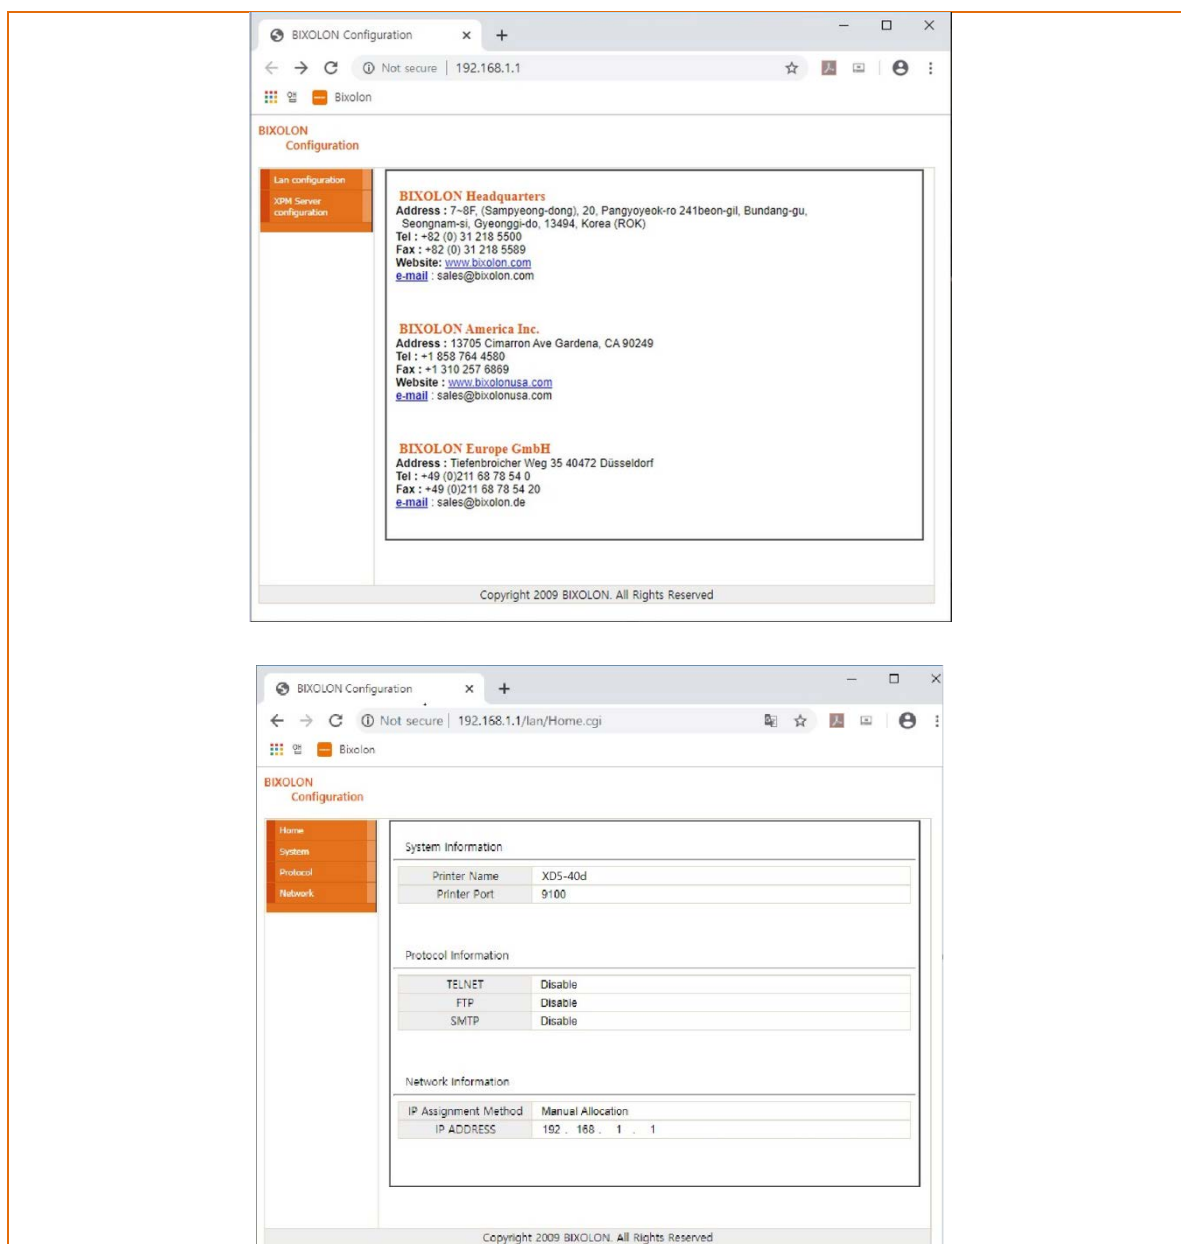 BIXOLON Configuration
Not secure | 192.168.1.1
앱 Bixolon
BIXOLON
Configuration
Lan configuration
XPM Server
configuration
BIXOLON Headquarters
Address : 7~8F, (Sampyeong-dong), 20, Pangyoyeok-ro 241beon-gil, Bundang-gu,
Seongnam-si, Gyeonggi-do, 13494, Korea (ROK)
Tel : +82 (0) 31 218 5500
Fax : +82 (0) 31 218 5589
Website: www.bixolon.com
e-mail : sales@bixolon.com
BIXOLON America Inc.
Address : 13705 Cimarron Ave Gardena, CA 90249
Tel : +1 858 764 4580
Fax : +1 310 257 6869
Website : www.bixolonusa.com
e-mail : sales@bixolonusa.com
BIXOLON Europe GmbH
Address : Tiefenbroicher Weg 35 40472 Düsseldorf
Tel : +49 (0)211 68 78 54 0
Fax : +49 (0)211 68 78 54 20
e-mail : sales@bixolon.de
Copyright 2009 BIXOLON. All Rights Reserved
BIXOLON Configuration
Not secure | 192.168.1.1/lan/Home.cgi
앱 Bixolon
BIXOLON
Configuration
Home
System
Protocol
Network
System Information
Printer Name XD5-40d
Printer Port 9100
Protocol Information
TELNET Disable
FTP Disable
SMTP Disable
Network Information
IP Assignment Method Manual Allocation
IP ADDRESS 192 . 168 . 1 . 1
Copyright 2009 BIXOLON. All Rights Reserved